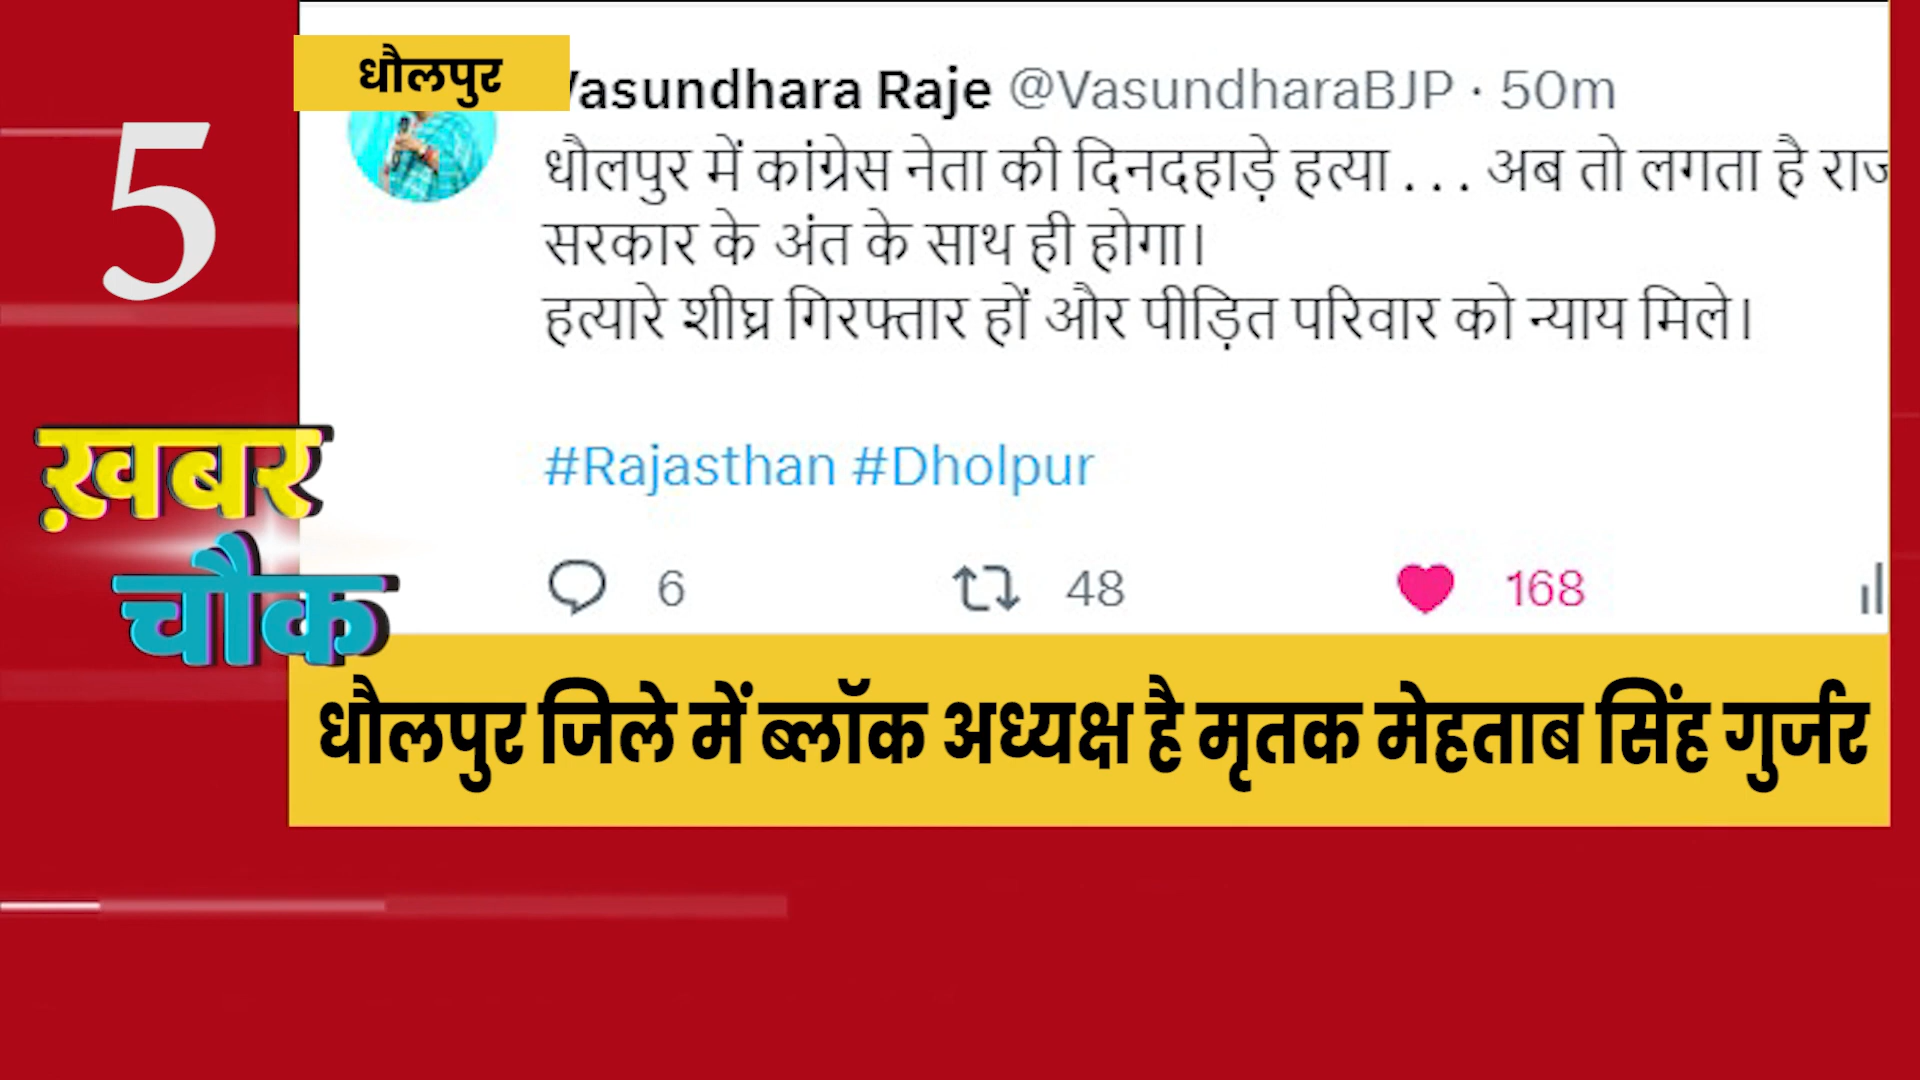 धौलपुर
5
Vasundhara Raje @VasundharaBJP · 50m
धौलपुर में कांग्रेस नेता की दिनदहाड़े हत्या . . . अब तो लगता है
सरकार के अंत के साथ ही होगा।
हत्यारे शीघ्र गिरफ्तार हों और पीड़ित परिवार को न्याय मिले।
#Rajasthan #Dholpur
6 48 168
ख़बर
चौक
धौलपुर जिले में ब्लॉक अध्यक्ष है मृतक मेहताब सिंह गुर्जर